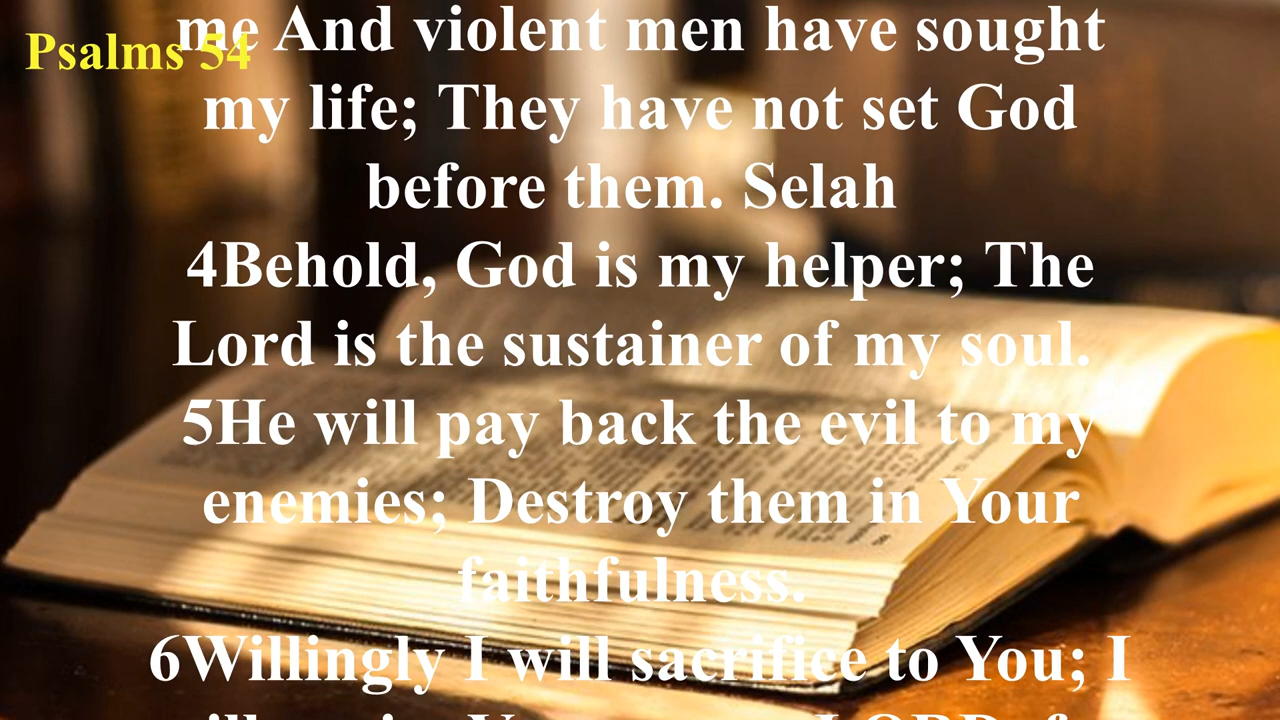 Psalms 54
me And violent men have sought
my life; They have not set God
before them. Selah
4Behold, God is my helper; The
Lord is the sustainer of my soul.
5He will pay back the evil to my
enemies; Destroy them in Your
faithfulness.
6Willingly I will sacrifice to You; I